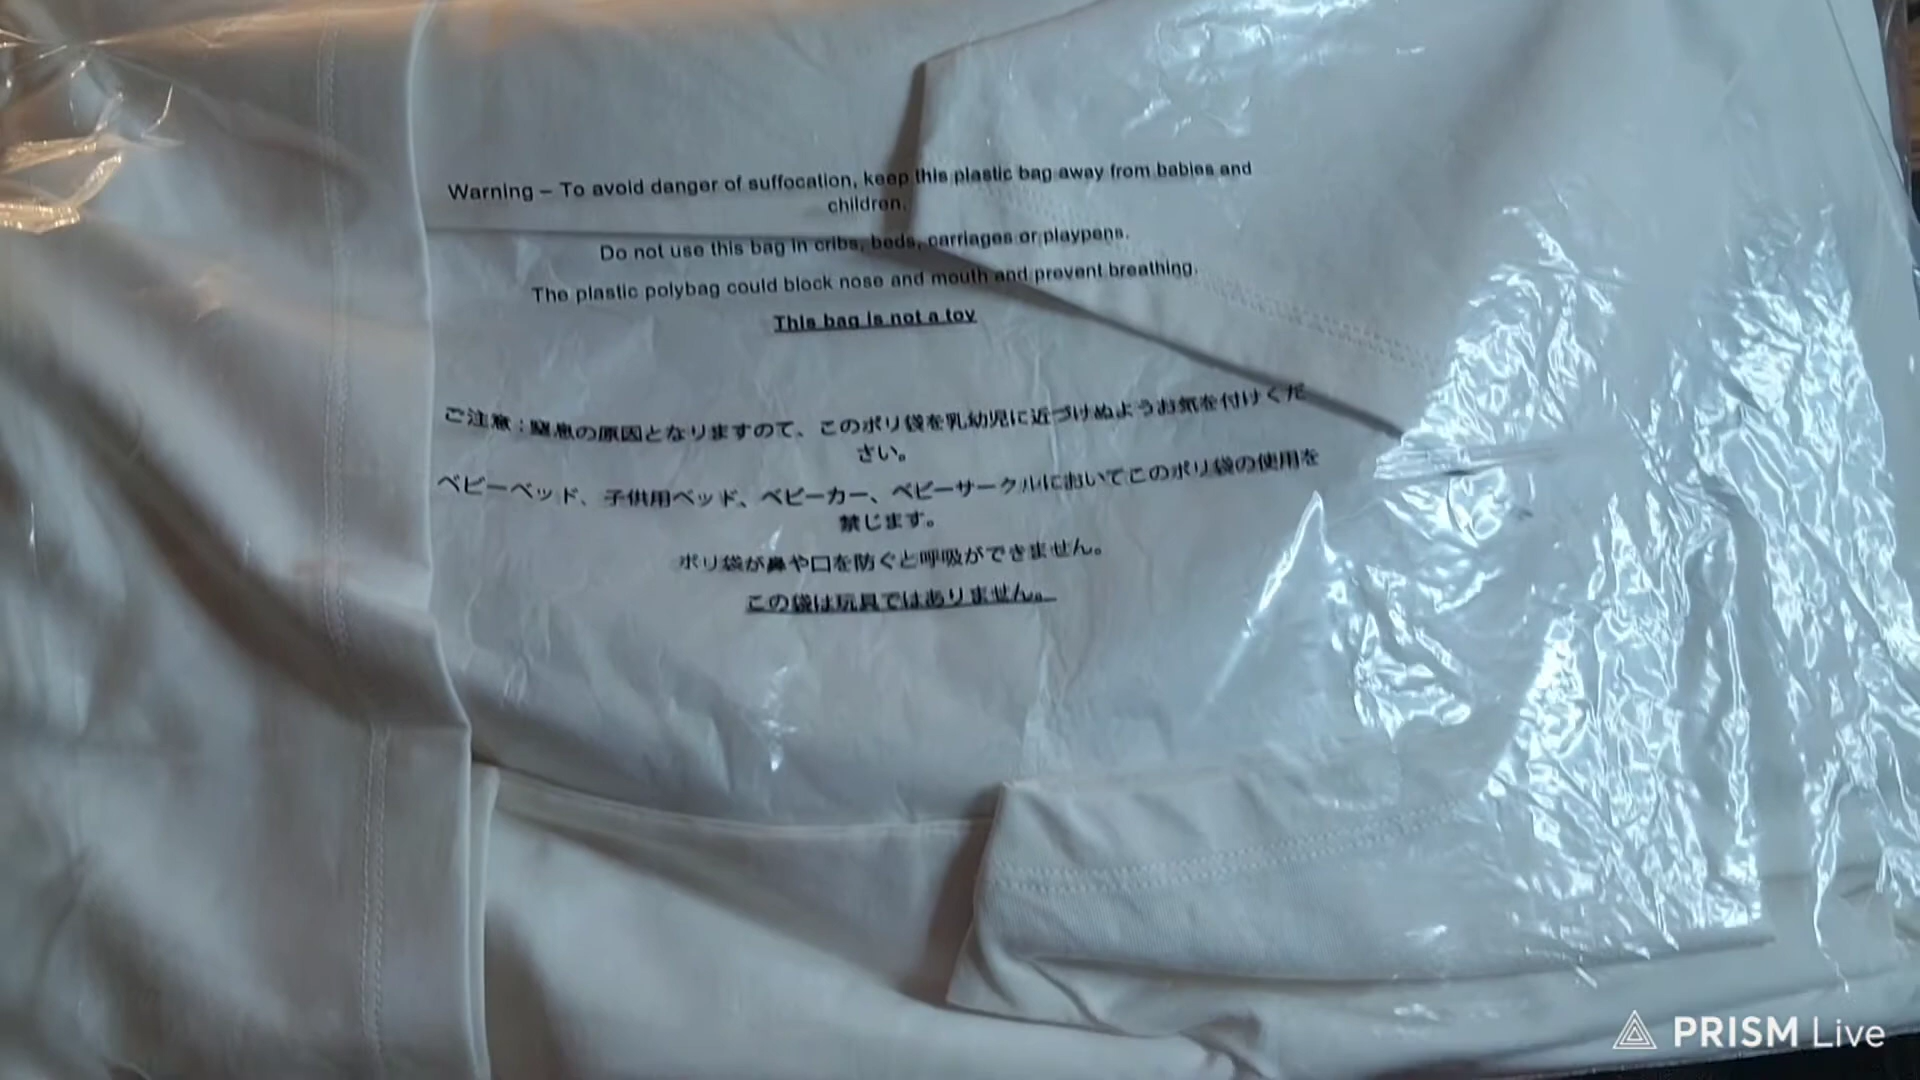 Warning – To avoid danger of suffocation, keep this plastic bag away from babies and
children.
Do not use this bag in cribs, beds, carriages or playpens.
The plastic polybag could block nose and mouth and prevent breathing.
This bag is not a toy
ご注意：窒息の原因となりますので、このポリ袋を乳幼児に近づけぬようお気を付けくだ
さい。
ベビーベッド、子供用ベッド、ベビーカー、ベビーサークルにおいてこのポリ袋の使用を
禁じます。
ポリ袋が鼻や口を防ぐと呼吸ができません。
この袋は玩具ではありません。
PRISM Live